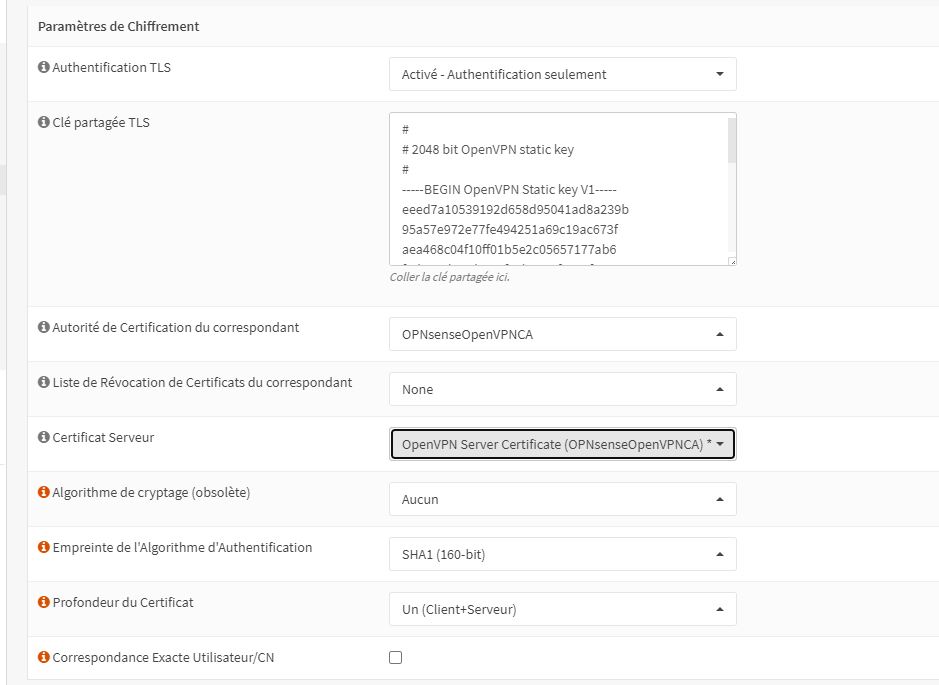 Paramètres de Chiffrement
Authentification TLS
Activé - Authentification seulement
Clé partagée TLS
#
# 2048 bit OpenVPN static key
#
-----BEGIN OpenVPN Static key V1-----
eeed7a10539192d658d95041ad8a239b
95a57e972e77fe494251a69c19ac673f
aea468c04f10ff01b5e2c05657177ab6
Coller la clé partagée ici.
Autorité de Certification du correspondant
OPNsenseOpenVPNCA
Liste de Révocation de Certificats du correspondant
None
Certificat Serveur
OpenVPN Server Certificate (OPNsenseOpenVPNCA) *
Algorithme de cryptage (obsolète)
Aucun
Empreinte de l'Algorithme d'Authentification
SHA1 (160-bit)
Profondeur du Certificat
Un (Client+Serveur)
Correspondance Exacte Utilisateur/CN